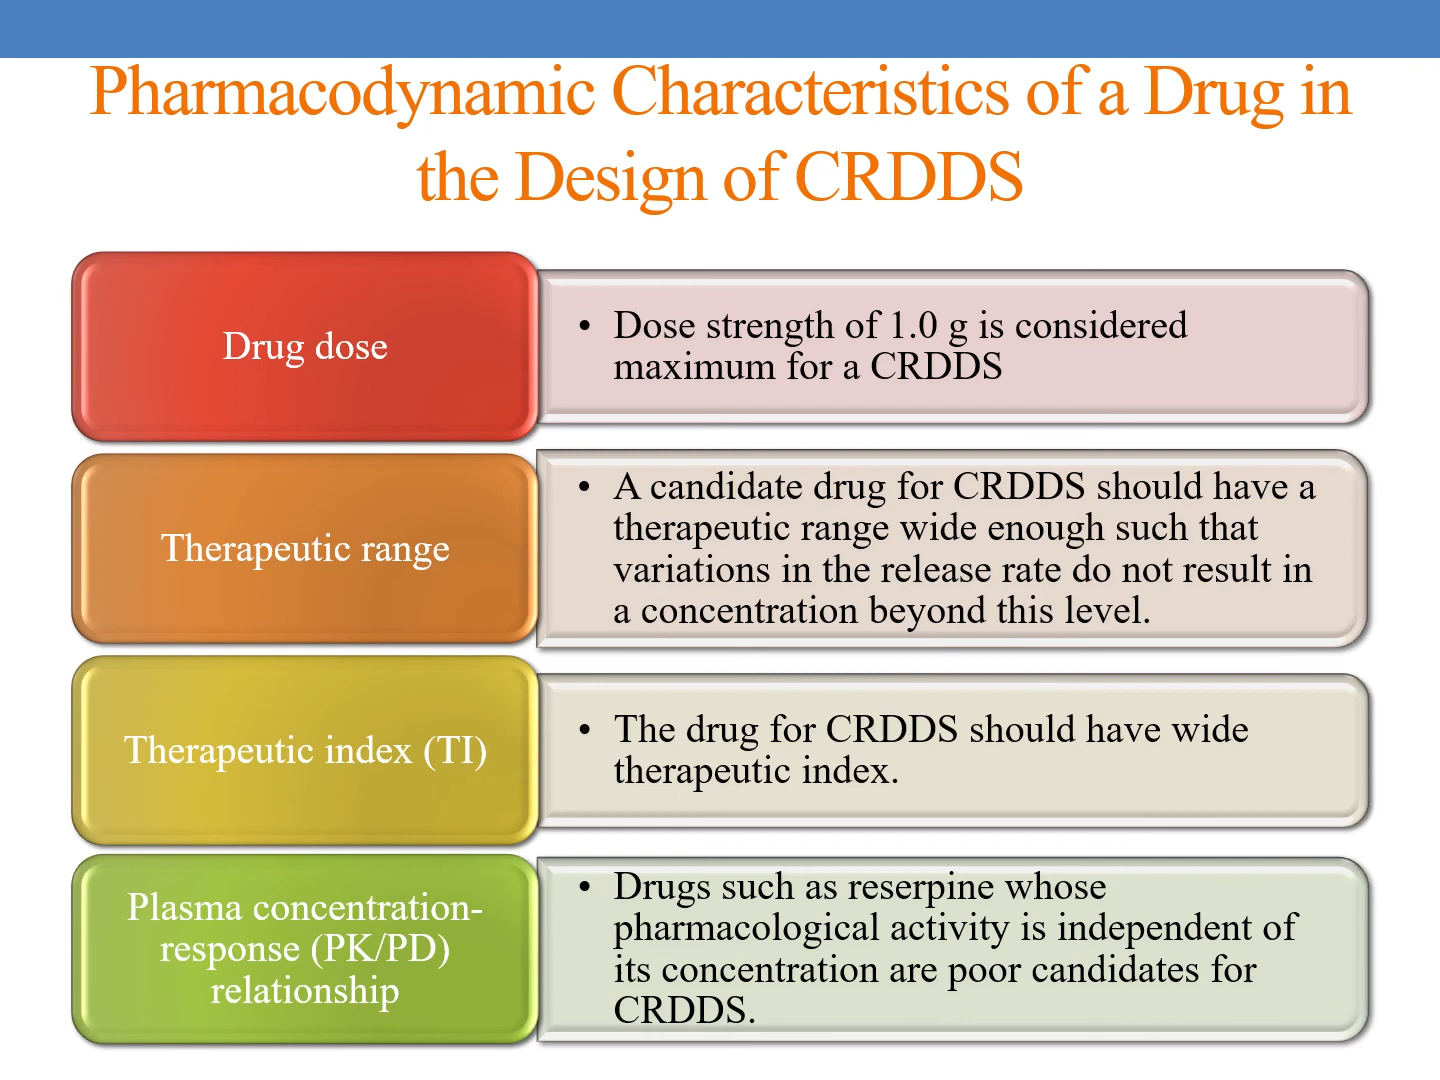 Pharmacodynamic Characteristics of a Drug in
the Design of CRDDS
Drug dose
• Dose strength of 1.0 g is considered
maximum for a CRDDS
Therapeutic range
• A candidate drug for CRDDS should have a
therapeutic range wide enough such that
variations in the release rate do not result in
a concentration beyond this level.
Therapeutic index (TI)
• The drug for CRDDS should have wide
therapeutic index.
Plasma concentration-
response (PK/PD)
relationship
• Drugs such as reserpine whose
pharmacological activity is independent of
its concentration are poor candidates for
CRDDS.